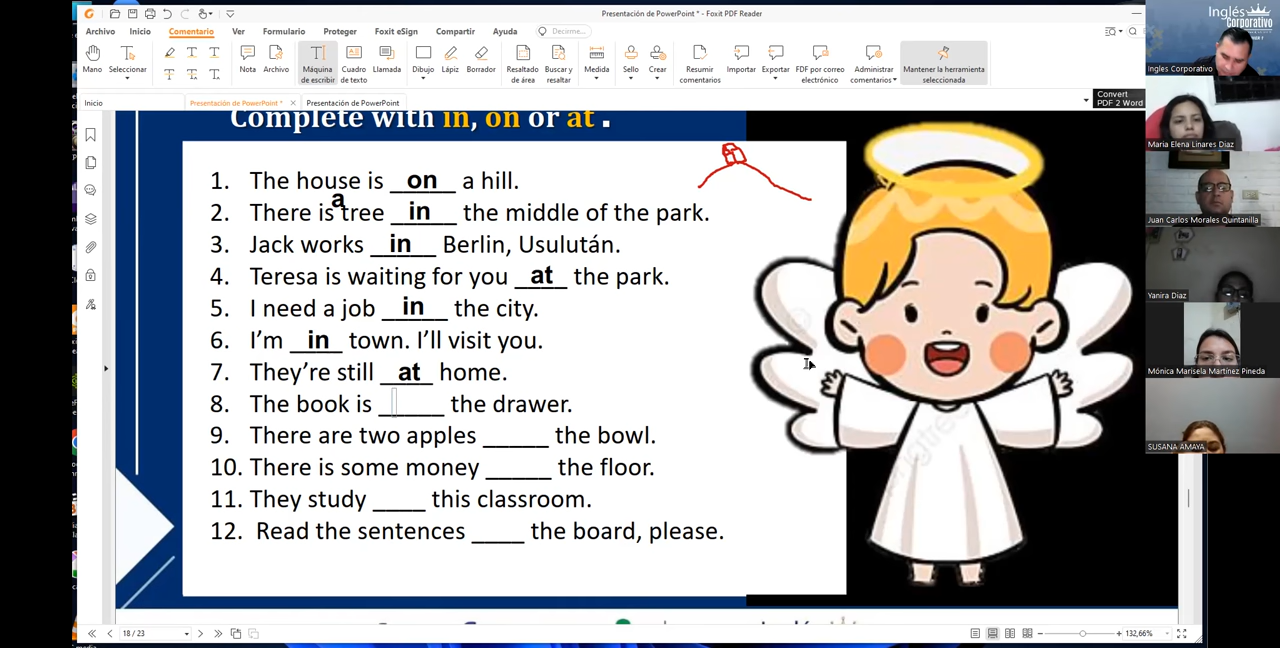 Presentación de PowerPoint * - Foxit PDF Reader
Archivo Inicio Comentario Ver Formulario Proteger Foxit eSign Compartir Ayuda Decirme...
Mano Seleccionar Nota Archivo Máquina de escribir Cuadro de texto Llamada Dibujo Lápiz Borrador Resaltado de área Buscar y resaltar Medida Sello Crear Resumir comentarios Importar Exportar FDF por correo electrónico Administrar comentarios Mantener la herramienta seleccionada
Inicio Presentación de PowerPoint * Presentación de PowerPoint
Convert
PDF 2 Word
Complete with in, on or at .
1. The house is on a hill.
a
2. There is tree in the middle of the park.
3. Jack works in Berlin, Usulután.
4. Teresa is waiting for you at the park.
5. I need a job in the city.
6. I'm in town. I'll visit you.
7. They're still at home.
8. The book is _____ the drawer.
9. There are two apples _____ the bowl.
10. There is some money _____ the floor.
11. They study ____ this classroom.
12. Read the sentences ____ the board, please.
18 / 23
132,66%
Inglés
Corporativo
Ingles Corporativo
Maria Elena Linares Diaz
Juan Carlos Morales Quintanilla
Yanira Diaz
Mónica Marisela Martínez Pineda
SUSANA AMAYA